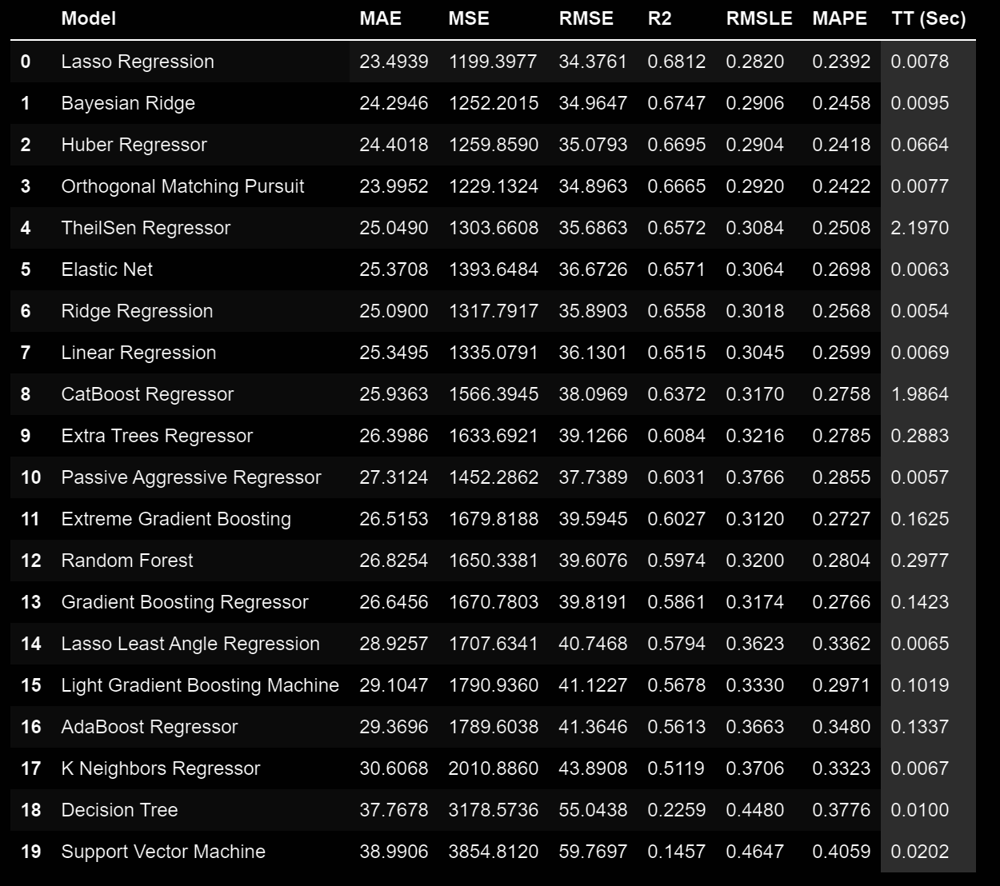 Model MAE MSE RMSE R2 RMSLE MAPE TT (Sec)
0 Lasso Regression 23.4939 1199.3977 34.3761 0.6812 0.2820 0.2392 0.0078
1 Bayesian Ridge 24.2946 1252.2015 34.9647 0.6747 0.2906 0.2458 0.0095
2 Huber Regressor 24.4018 1259.8590 35.0793 0.6695 0.2904 0.2418 0.0664
3 Orthogonal Matching Pursuit 23.9952 1229.1324 34.8963 0.6665 0.2920 0.2422 0.0077
4 TheilSen Regressor 25.0490 1303.6608 35.6863 0.6572 0.3084 0.2508 2.1970
5 Elastic Net 25.3708 1393.6484 36.6726 0.6571 0.3064 0.2698 0.0063
6 Ridge Regression 25.0900 1317.7917 35.8903 0.6558 0.3018 0.2568 0.0054
7 Linear Regression 25.3495 1335.0791 36.1301 0.6515 0.3045 0.2599 0.0069
8 CatBoost Regressor 25.9363 1566.3945 38.0969 0.6372 0.3170 0.2758 1.9864
9 Extra Trees Regressor 26.3986 1633.6921 39.1266 0.6084 0.3216 0.2785 0.2883
10 Passive Aggressive Regressor 27.3124 1452.2862 37.7389 0.6031 0.3766 0.2855 0.0057
11 Extreme Gradient Boosting 26.5153 1679.8188 39.5945 0.6027 0.3120 0.2727 0.1625
12 Random Forest 26.8254 1650.3381 39.6076 0.5974 0.3200 0.2804 0.2977
13 Gradient Boosting Regressor 26.6456 1670.7803 39.8191 0.5861 0.3174 0.2766 0.1423
14 Lasso Least Angle Regression 28.9257 1707.6341 40.7468 0.5794 0.3623 0.3362 0.0065
15 Light Gradient Boosting Machine 29.1047 1790.9360 41.1227 0.5678 0.3330 0.2971 0.1019
16 AdaBoost Regressor 29.3696 1789.6038 41.3646 0.5613 0.3663 0.3480 0.1337
17 K Neighbors Regressor 30.6068 2010.8860 43.8908 0.5119 0.3706 0.3323 0.0067
18 Decision Tree 37.7678 3178.5736 55.0438 0.2259 0.4480 0.3776 0.0100
19 Support Vector Machine 38.9906 3854.8120 59.7697 0.1457 0.4647 0.4059 0.0202